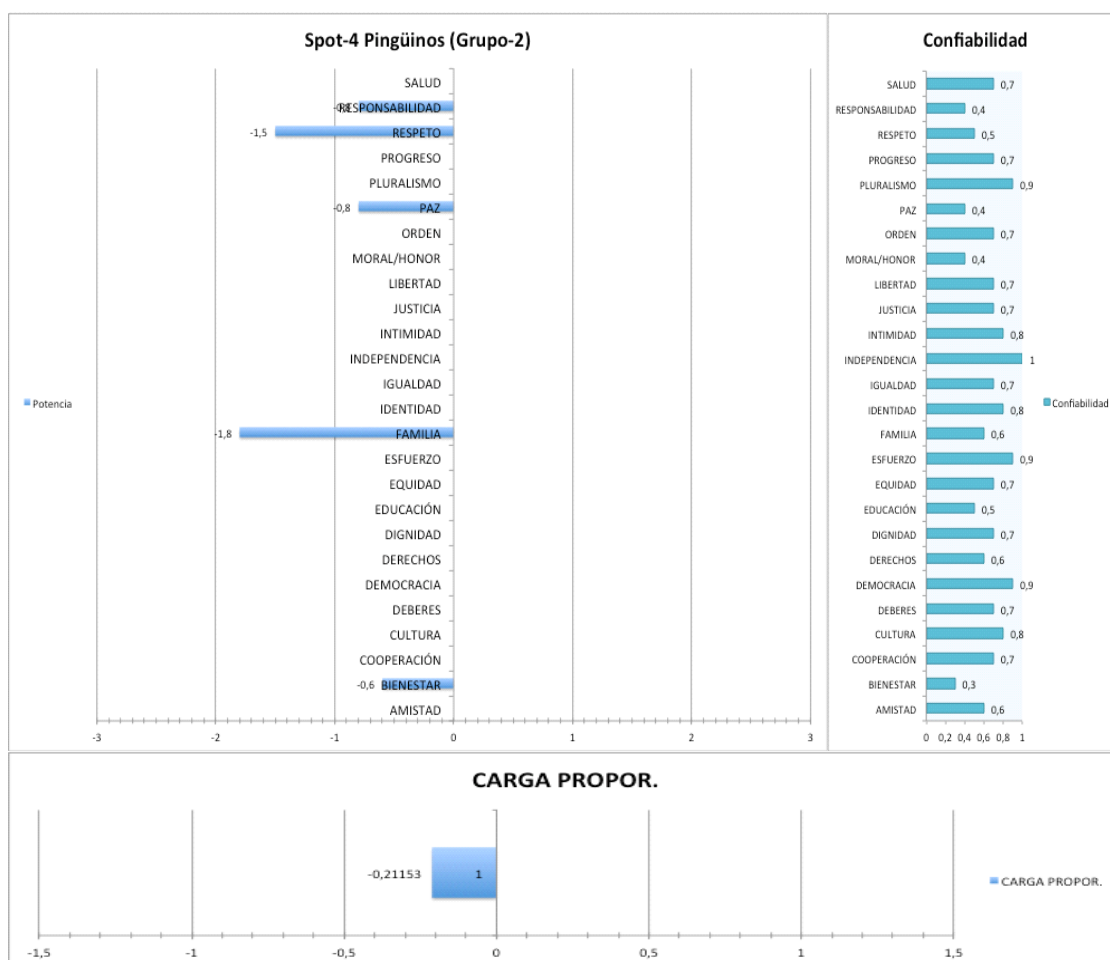 Spot-4 Pingüinos (Grupo-2)
SALUD
-0,8 RESPONSABILIDAD
-1,5 RESPETO
PROGRESO
PLURALISMO
-0,8 PAZ
ORDEN
MORAL/HONOR
LIBERTAD
JUSTICIA
INTIMIDAD
INDEPENDENCIA
IGUALDAD
IDENTIDAD
-1,8 FAMILIA
ESFUERZO
EQUIDAD
EDUCACIÓN
DIGNIDAD
DERECHOS
DEMOCRACIA
DEBERES
CULTURA
COOPERACIÓN
-0,6 BIENESTAR
AMISTAD
-3 -2 -1 0 1 2 3
Potencia
Confiabilidad
SALUD 0,7
RESPONSABILIDAD 0,4
RESPETO 0,5
PROGRESO 0,7
PLURALISMO 0,9
PAZ 0,4
ORDEN 0,7
MORAL/HONOR 0,4
LIBERTAD 0,7
JUSTICIA 0,7
INTIMIDAD 0,8
INDEPENDENCIA 1
IGUALDAD 0,7
IDENTIDAD 0,8
FAMILIA 0,6
ESFUERZO 0,9
EQUIDAD 0,7
EDUCACIÓN 0,5
DIGNIDAD 0,7
DERECHOS 0,6
DEMOCRACIA 0,9
DEBERES 0,7
CULTURA 0,8
COOPERACIÓN 0,7
BIENESTAR 0,3
AMISTAD 0,6
0 0,2 0,4 0,6 0,8 1
Confiabilidad
CARGA PROPOR.
-0,21153 1
CARGA PROPOR.
-1,5 -1 -0,5 0 0,5 1 1,5